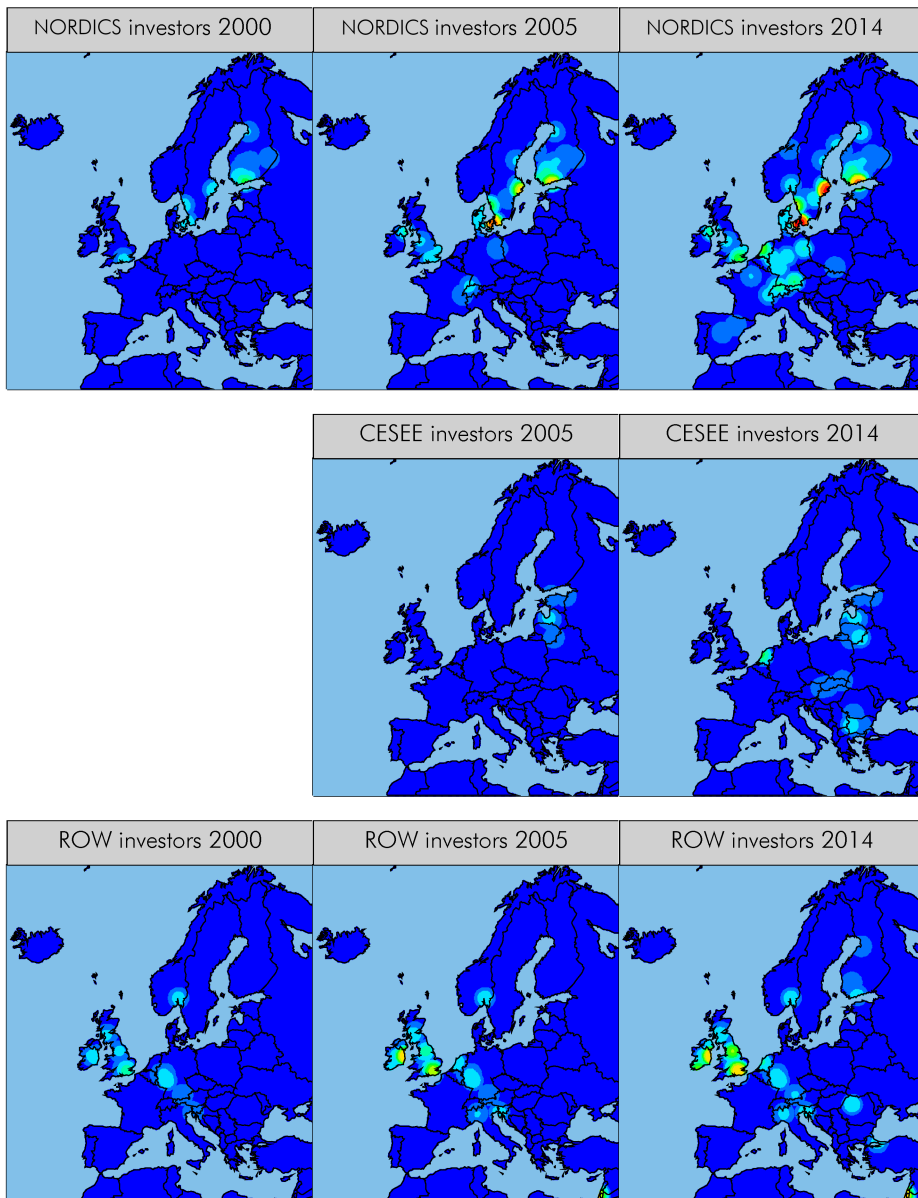 NORDICS investors 2000
NORDICS investors 2005
NORDICS investors 2014
CESEE investors 2005
CESEE investors 2014
ROW investors 2000
ROW investors 2005
ROW investors 2014